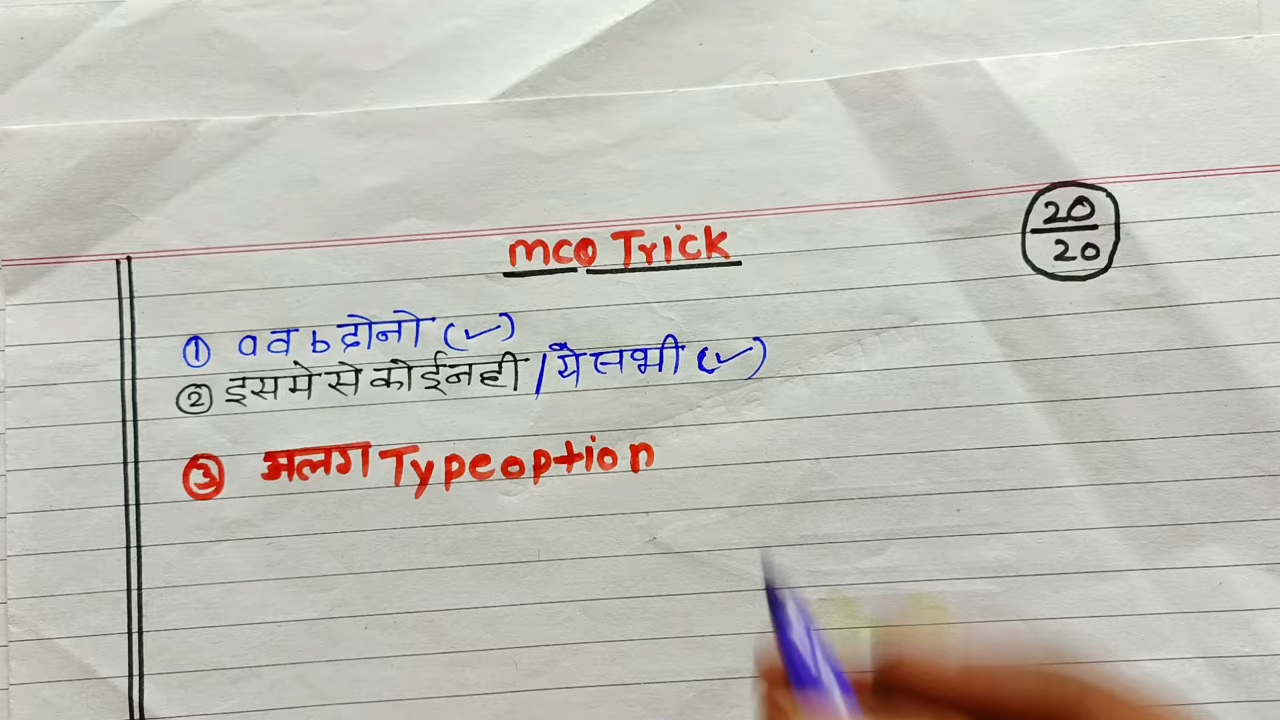 mcq Trick
20
20
① a व b दोनो (✓)
② इसमे से कोई नही / ये सभी (✓)
③ अलग Type option